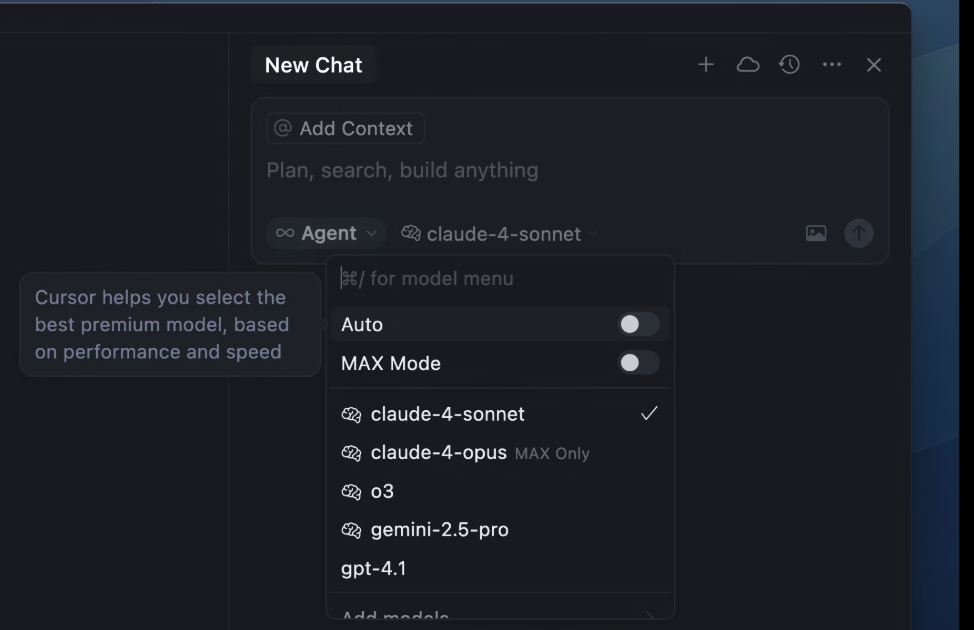 New Chat
@ Add Context
Plan, search, build anything
∞ Agent
claude-4-sonnet
⌘/ for model menu
Cursor helps you select the
best premium model, based
on performance and speed
Auto
MAX Mode
claude-4-sonnet
claude-4-opus MAX Only
o3
gemini-2.5-pro
gpt-4.1
Add models